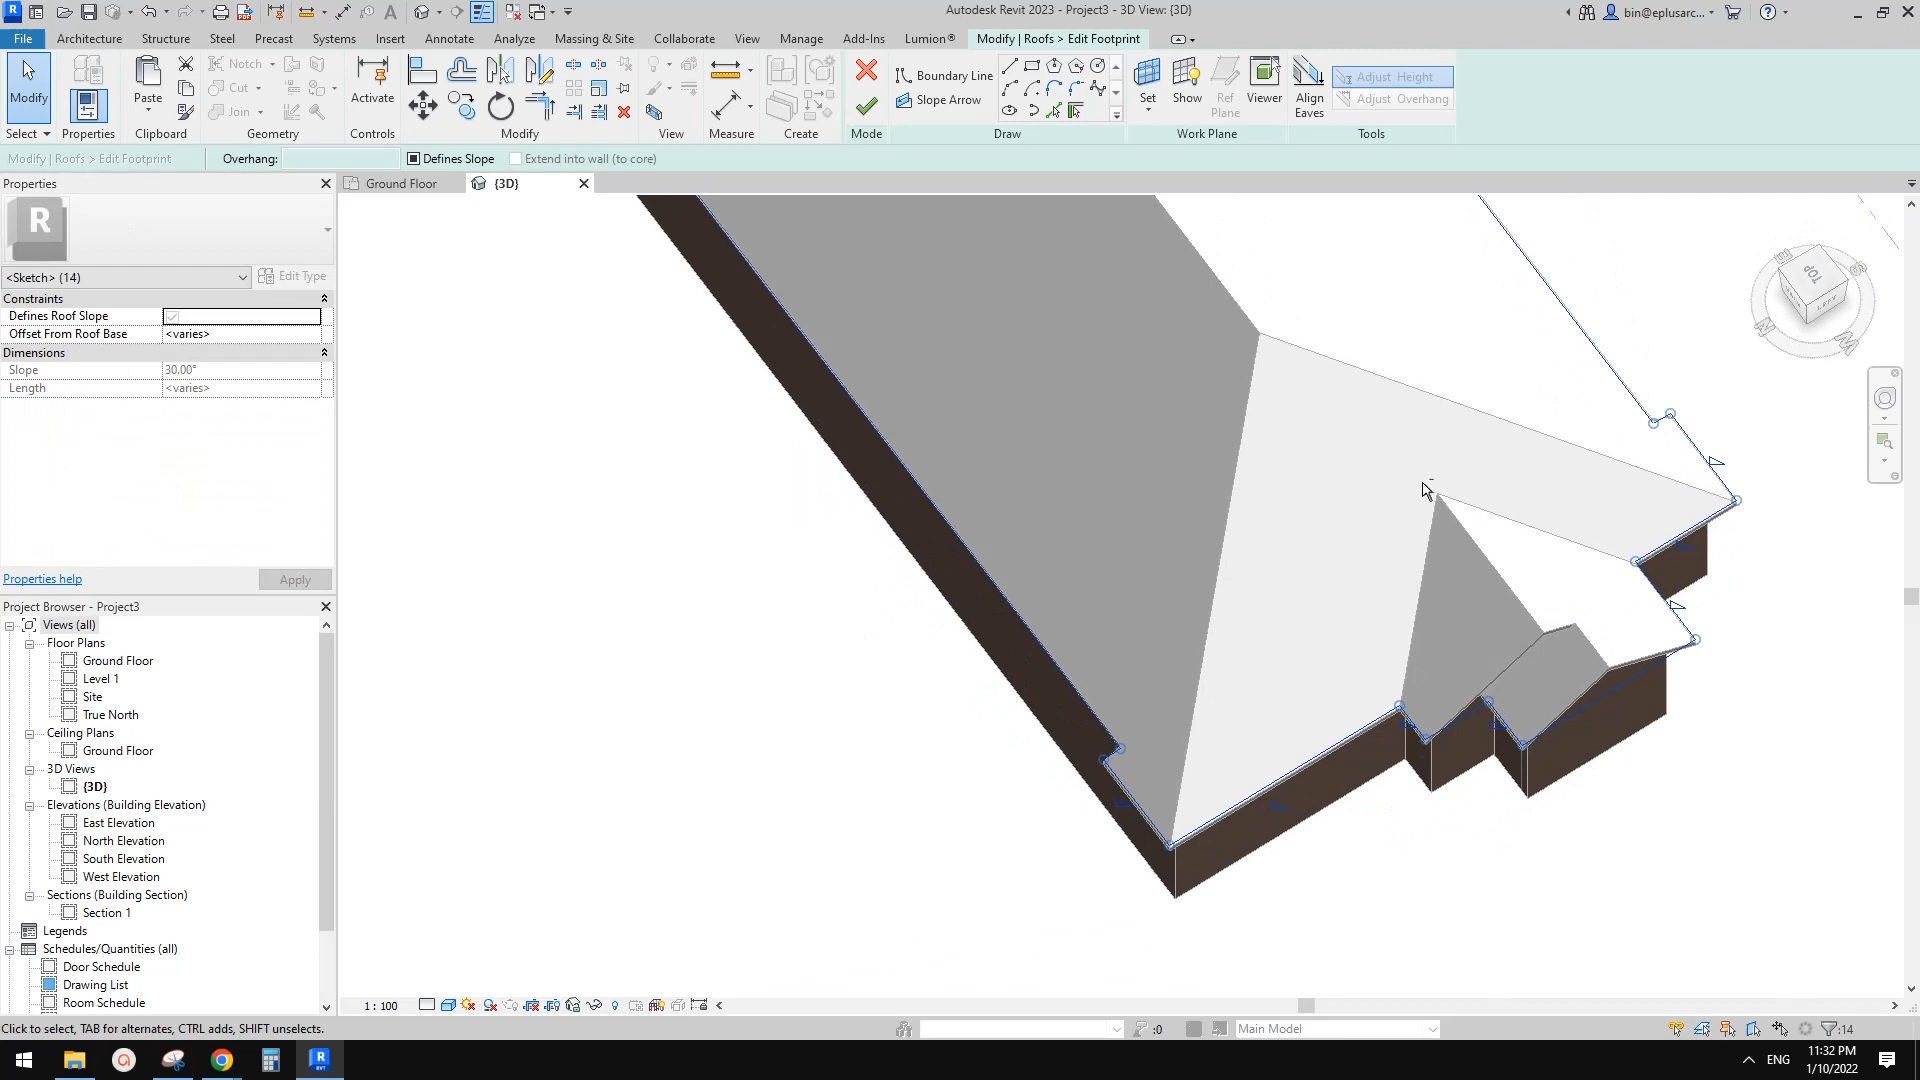 Autodesk Revit 2023 - Project3 - 3D View: {3D}
bin@eplusarc...
File Architecture Structure Steel Precast Systems Insert Annotate Analyze Massing & Site Collaborate View Manage Add-Ins Lumion® Modify | Roofs > Edit Footprint
Notch
Cut
Join
Boundary Line
Slope Arrow
Adjust Height
Adjust Overhang
Modify
Paste
Activate
Set
Show
Ref Plane
Viewer
Align Eaves
Select Properties Clipboard Geometry Controls Modify View Measure Create Mode Draw Work Plane Tools
Modify | Roofs > Edit Footprint Overhang: Defines Slope Extend into wall (to core)
Properties
Ground Floor
{3D}
R
<Sketch> (14) Edit Type
Constraints
Defines Roof Slope
Offset From Roof Base <varies>
Dimensions
Slope 30.00°
Length <varies>
Properties help Apply
Project Browser - Project3
Views (all)
Floor Plans
Ground Floor
Level 1
Site
True North
Ceiling Plans
Ground Floor
3D Views
{3D}
Elevations (Building Elevation)
East Elevation
North Elevation
South Elevation
West Elevation
Sections (Building Section)
Section 1
Legends
Schedules/Quantities (all)
Door Schedule
Drawing List
Room Schedule
TOP
LEFT
1 : 100
Click to select, TAB for alternates, CTRL adds, SHIFT unselects.
:0
Main Model
:14
ENG
11:32 PM
1/10/2022